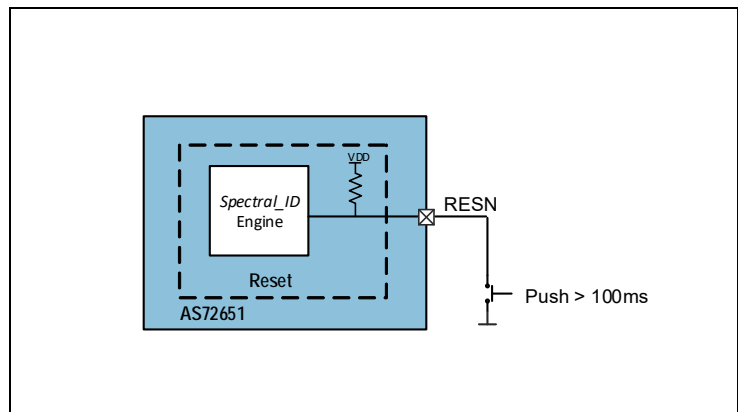 VDD
Spectral_ID
Engine
RESN
Reset
Push > 100ms
AS72651